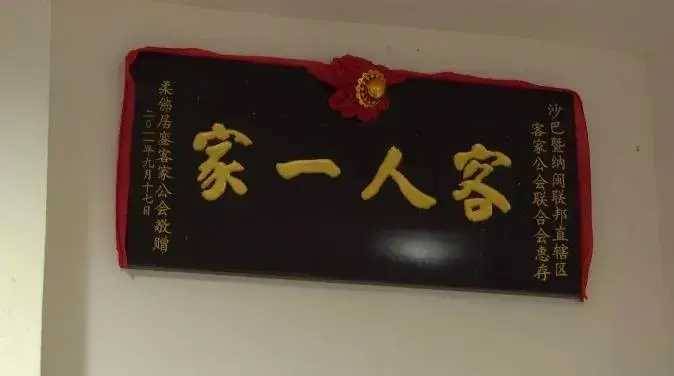 沙巴暨纳闽联邦直辖区
客家公会联合会惠存
客人一家
柔佛居銮客家公会敬赠
二〇一一年九月十七日